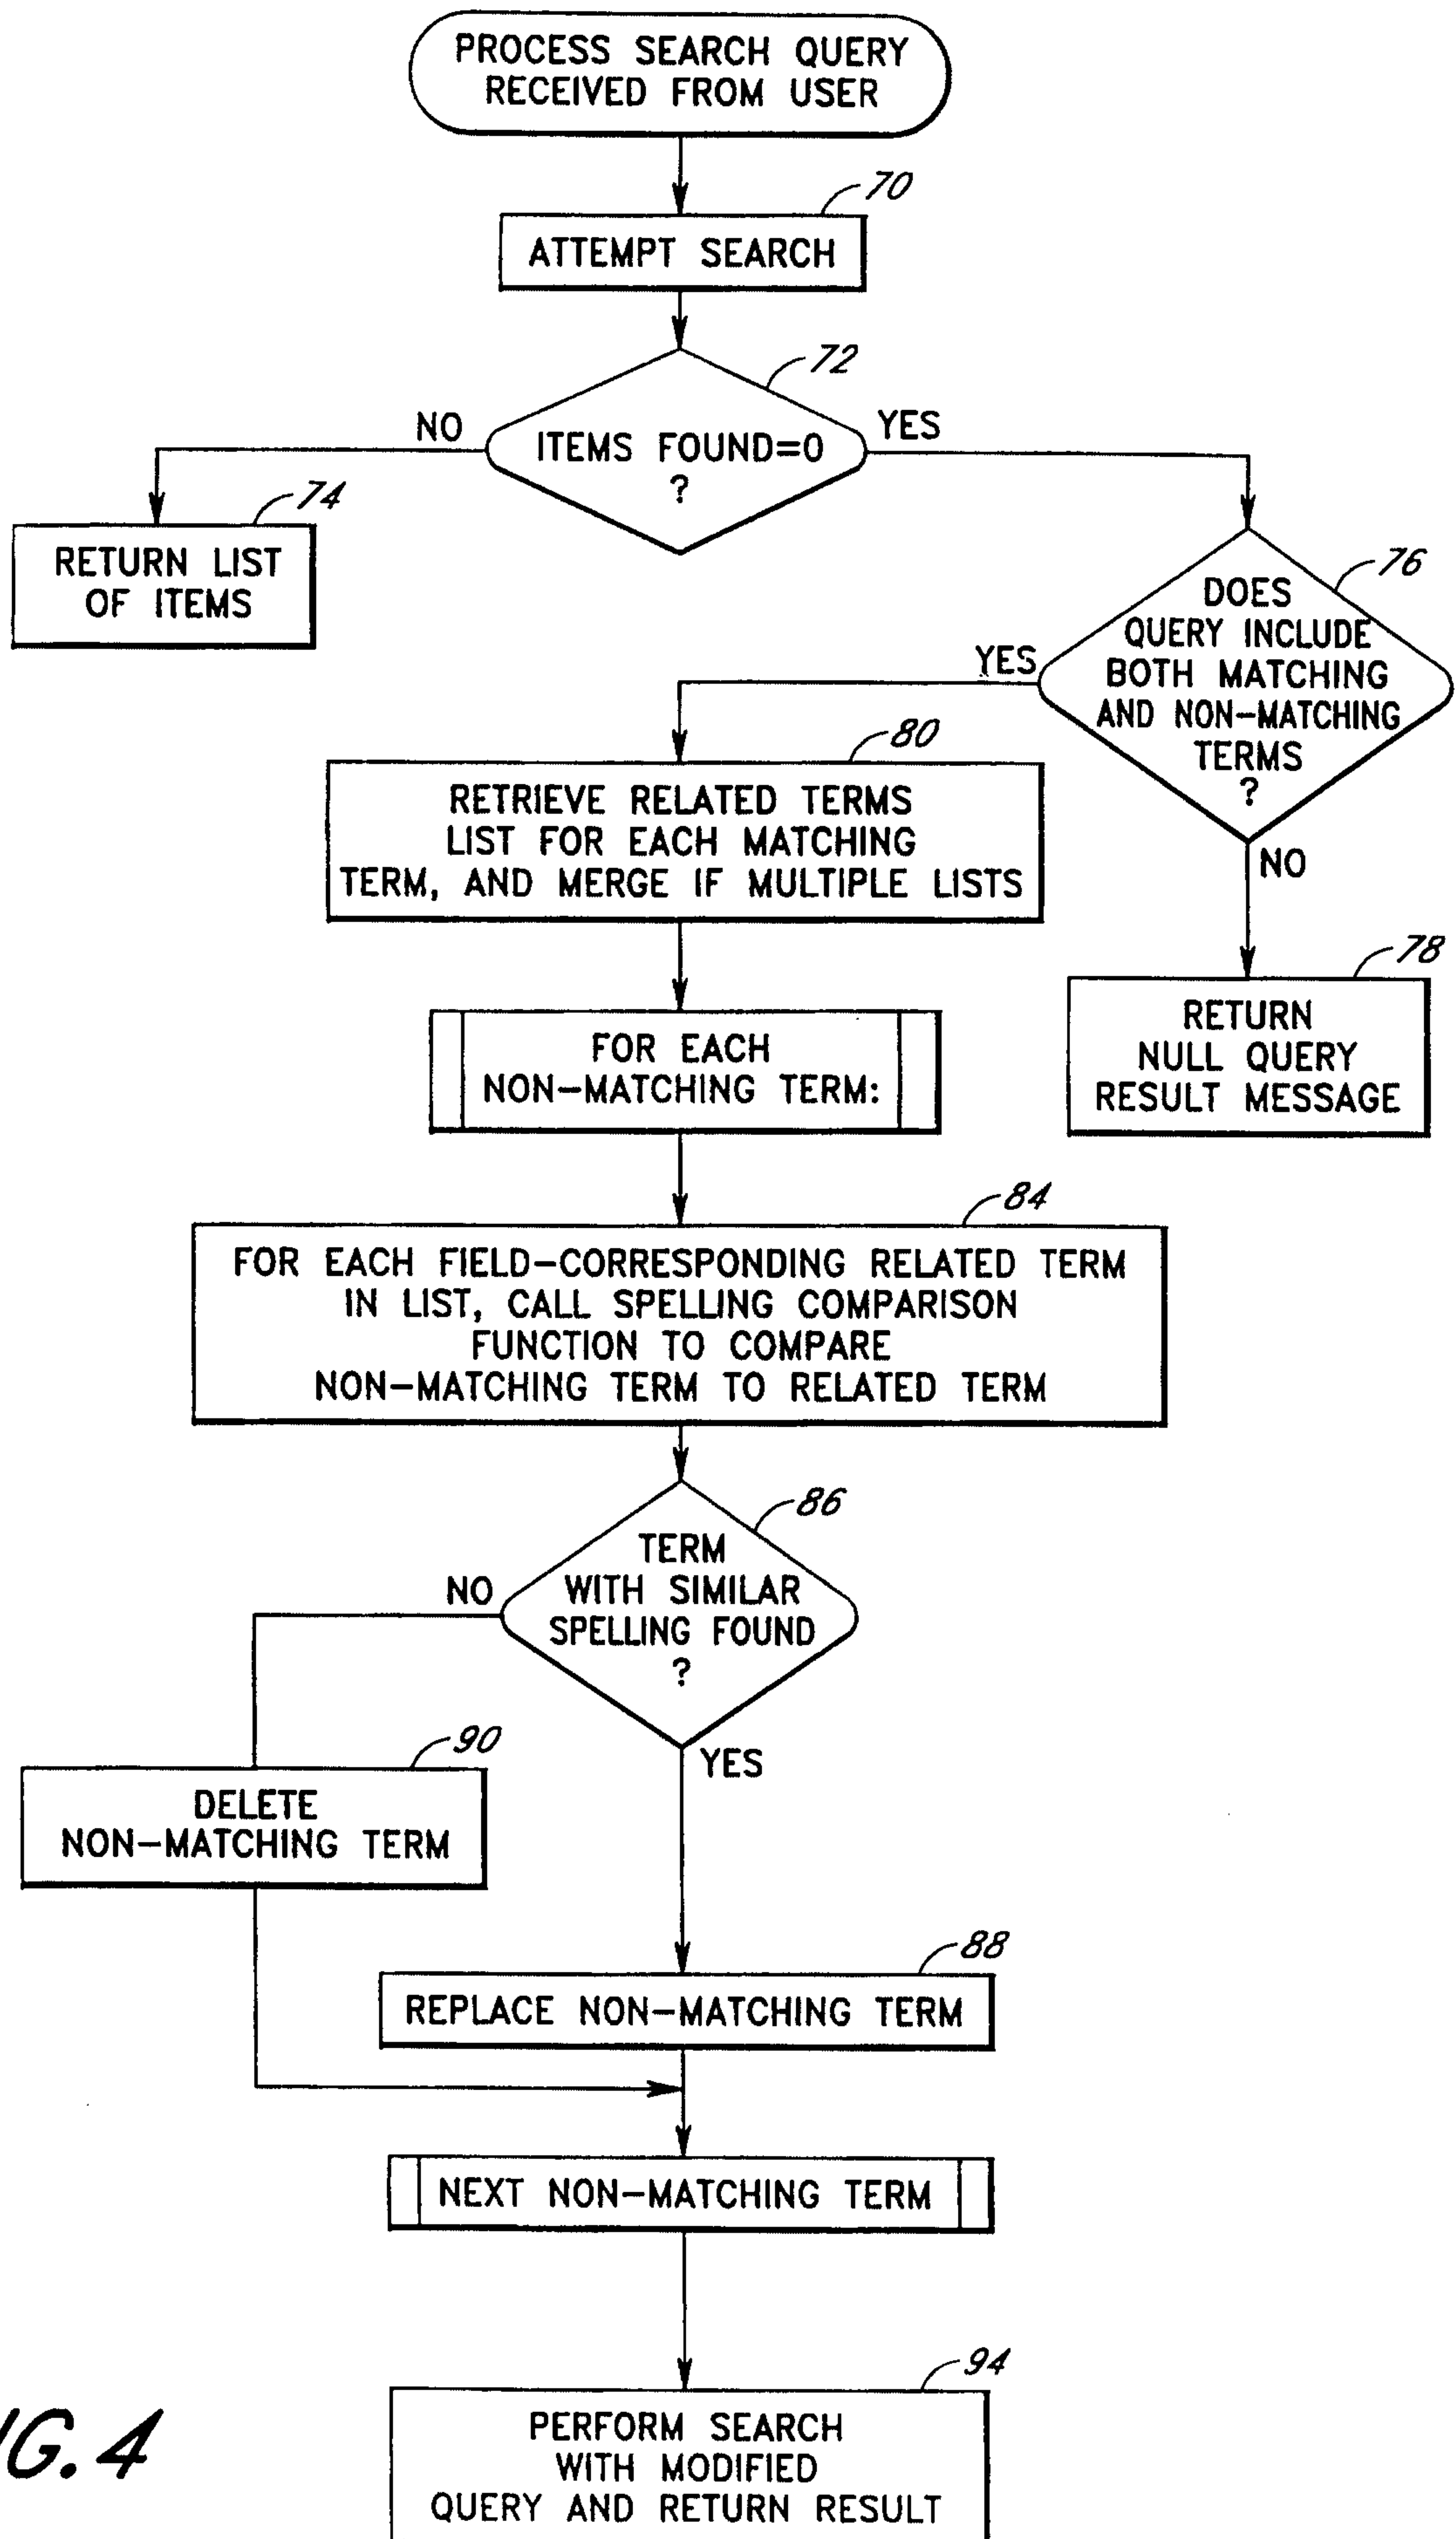 PROCESS SEARCH QUERY
RECEIVED FROM USER
70
ATTEMPT SEARCH
72
NO
ITEMS FOUND=0
?
YES
74
RETURN LIST
OF ITEMS
76
DOES
QUERY INCLUDE
BOTH MATCHING
AND NON-MATCHING
TERMS
?
YES
NO
80
RETRIEVE RELATED TERMS
LIST FOR EACH MATCHING
TERM, AND MERGE IF MULTIPLE LISTS
78
RETURN
NULL QUERY
RESULT MESSAGE
FOR EACH
NON-MATCHING TERM:
84
FOR EACH FIELD-CORRESPONDING RELATED TERM
IN LIST, CALL SPELLING COMPARISON
FUNCTION TO COMPARE
NON-MATCHING TERM TO RELATED TERM
86
TERM
WITH SIMILAR
SPELLING FOUND
?
NO
YES
90
DELETE
NON-MATCHING TERM
88
REPLACE NON-MATCHING TERM
NEXT NON-MATCHING TERM
94
PERFORM SEARCH
WITH MODIFIED
QUERY AND RETURN RESULT
IG. 4